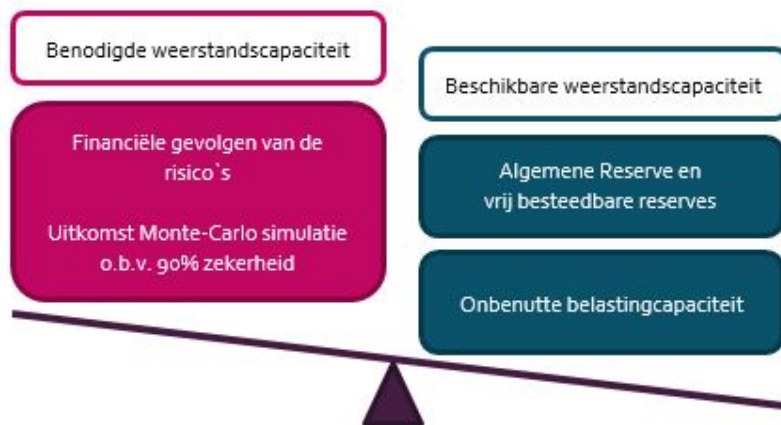 Benodigde weerstandscapaciteit
Financiële gevolgen van de
risico`s
Uitkomst Monte-Carlo simulatie
o.b.v. 90% zekerheid
Beschikbare weerstandscapaciteit
Algemene Reserve en
vrij besteedbare reserves
Onbenutte belastingcapaciteit